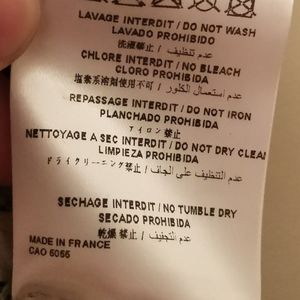 LAVAGE INTERDIT / DO NOT WASH
LAVADO PROHIBIDO
洗濯禁止 / عدم تنظيف
CHLORE INTERDIT / NO BLEACH
CLORO PROHIBIDA
塩素系溶剤使用不可 / عدم استعمال الكلور
REPASSAGE INTERDIT / DO NOT IRON
PLANCHADO PROHIBIDA
アイロン禁止
NETTOYAGE A SEC INTERDIT / DO NOT DRY CLEAN
LIMPIEZA PROHIBIDA
ドライクリーニング禁止 / عدم التنظيف على الجاف
SECHAGE INTERDIT / NO TUMBLE DRY
SECADO PROHIBIDA
乾燥禁止 / عدم التجفيف
MADE IN FRANCE
CAO 6055